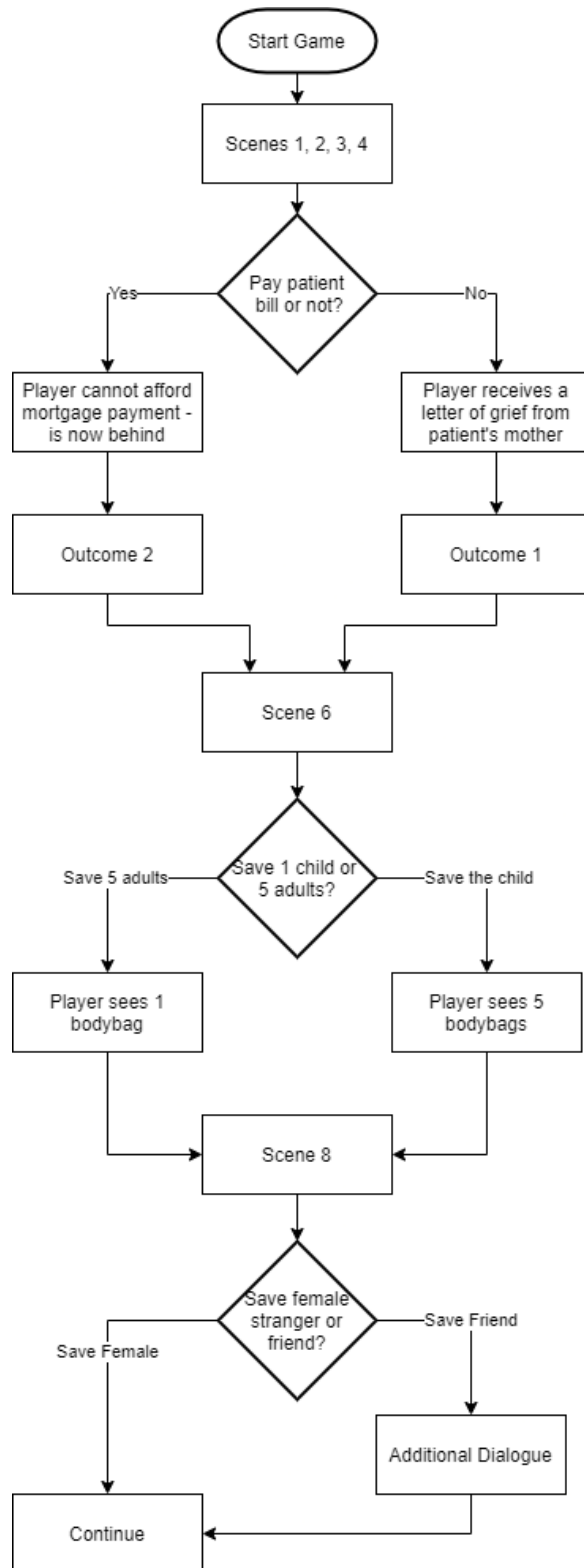 Start Game
Scenes 1, 2, 3, 4
Pay patient
bill or not?
Yes
No
Player cannot afford
mortgage payment -
is now behind
Player receives a
letter of grief from
patient's mother
Outcome 2
Outcome 1
Scene 6
Save 1 child or
5 adults?
Save 5 adults
Save the child
Player sees 1
bodybag
Player sees 5
bodybags
Scene 8
Save female
stranger or
friend?
Save Friend
Save Female
Additional Dialogue
Continue